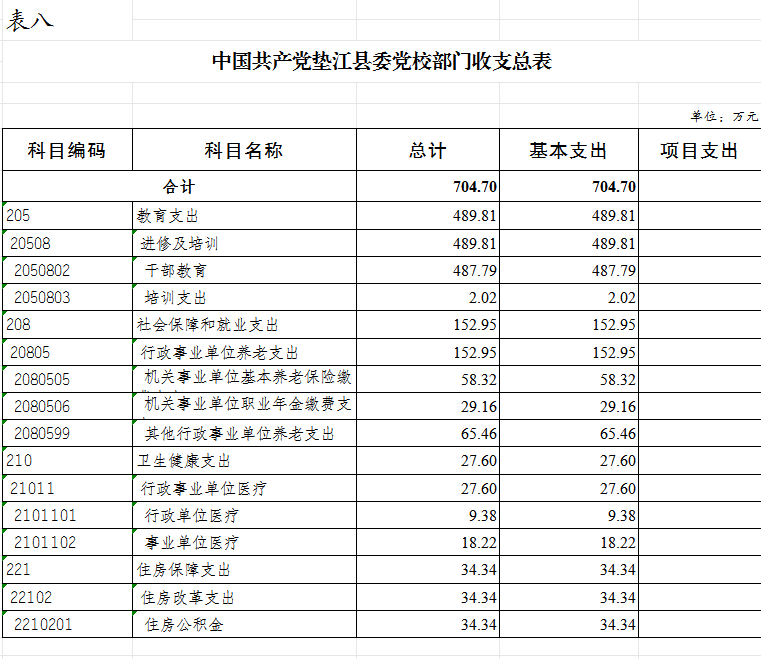 表八
中国共产党垫江县委党校部门收支总表
单位：万元
科目编码 科目名称 总计 基本支出 项目支出
合计 704.70 704.70
205 教育支出 489.81 489.81
20508 进修及培训 489.81 489.81
2050802 干部教育 487.79 487.79
2050803 培训支出 2.02 2.02
208 社会保障和就业支出 152.95 152.95
20805 行政事业单位养老支出 152.95 152.95
2080505 机关事业单位基本养老保险缴 58.32 58.32
2080506 机关事业单位职业年金缴费支 29.16 29.16
2080599 其他行政事业单位养老支出 65.46 65.46
210 卫生健康支出 27.60 27.60
21011 行政事业单位医疗 27.60 27.60
2101101 行政单位医疗 9.38 9.38
2101102 事业单位医疗 18.22 18.22
221 住房保障支出 34.34 34.34
22102 住房改革支出 34.34 34.34
2210201 住房公积金 34.34 34.34